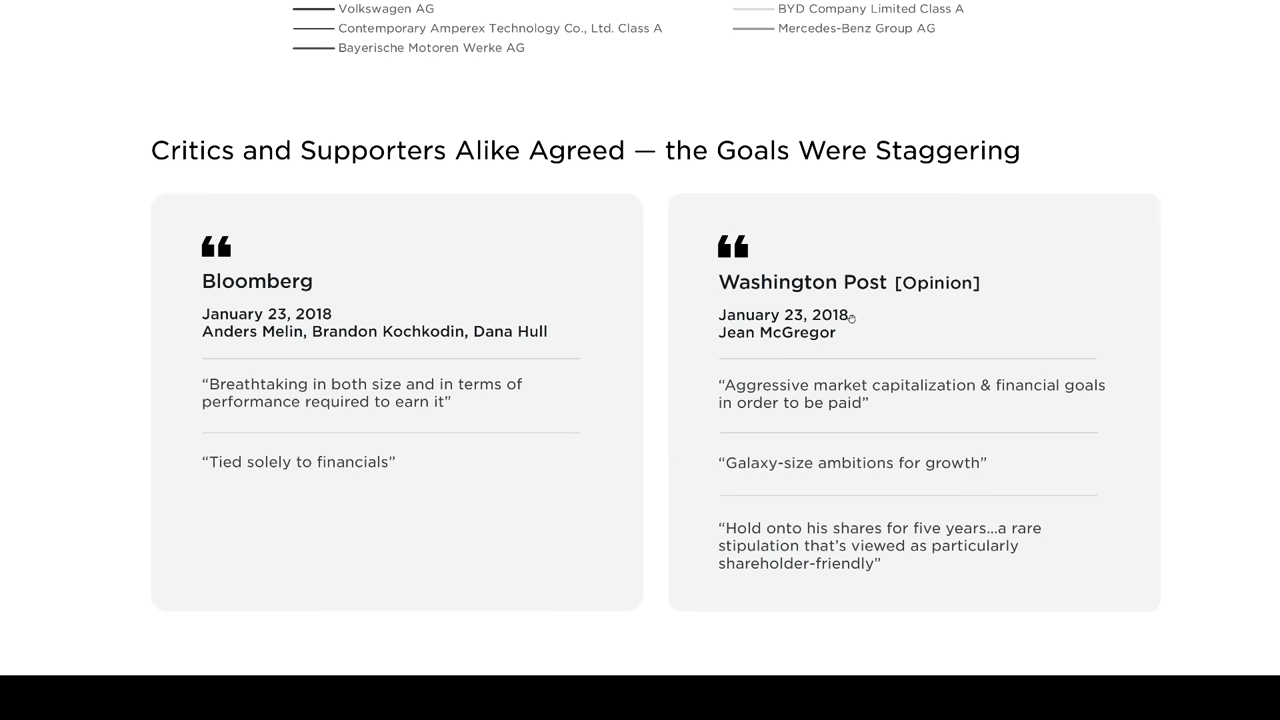 Volkswagen AG
BYD Company Limited Class A
Contemporary Amperex Technology Co., Ltd. Class A
Mercedes-Benz Group AG
Bayerische Motoren Werke AG
Critics and Supporters Alike Agreed — the Goals Were Staggering
Bloomberg
January 23, 2018
Anders Melin, Brandon Kochkodin, Dana Hull
“Breathtaking in both size and in terms of
performance required to earn it”
“Tied solely to financials”
Washington Post [Opinion]
January 23, 2018
Jean McGregor
“Aggressive market capitalization & financial goals
in order to be paid”
“Galaxy-size ambitions for growth”
“Hold onto his shares for five years...a rare
stipulation that’s viewed as particularly
shareholder-friendly”